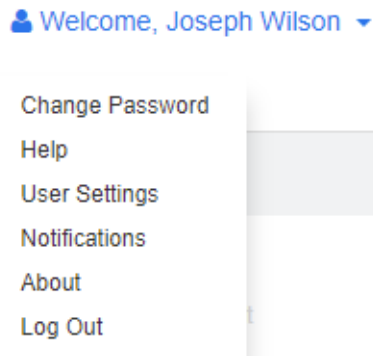 Welcome, Joseph Wilson
Change Password
Help
User Settings
Notifications
About
Log Out
t